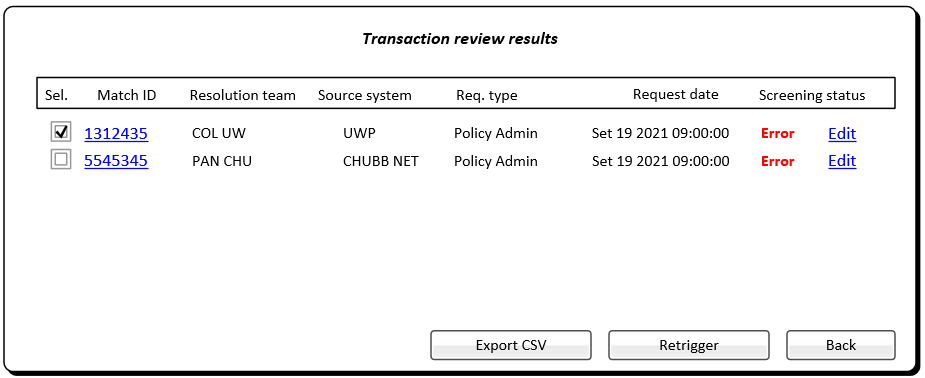 Transaction review results
Sel. Match ID Resolution team Source system Req. type Request date Screening status
1312435 COL UW UWP Policy Admin Set 19 2021 09:00:00 Error Edit
5545345 PAN CHU CHUBB NET Policy Admin Set 19 2021 09:00:00 Error Edit
Export CSV Retrigger Back